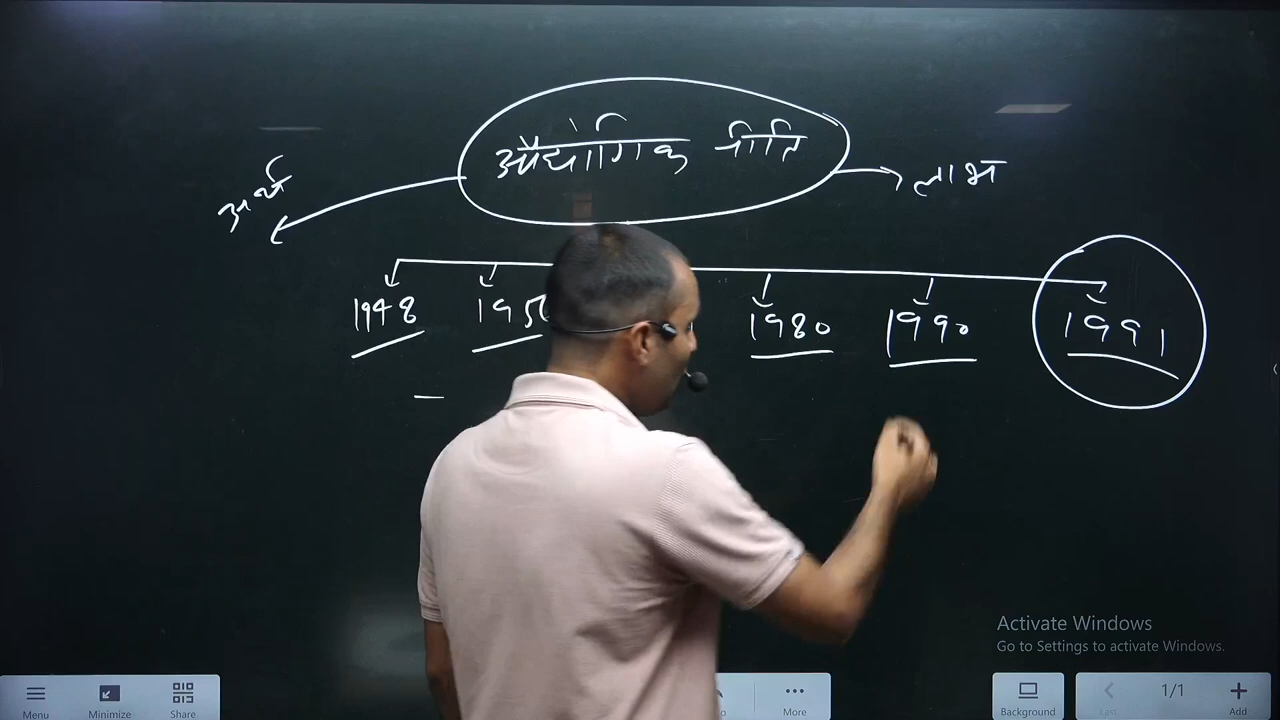 औद्योगिक नीति
अर्थ
लाभ
1948 195 1980 1990 1991
Activate Windows
Go to Settings to activate Windows.
Menu Minimize Share More Background 1/1 Add